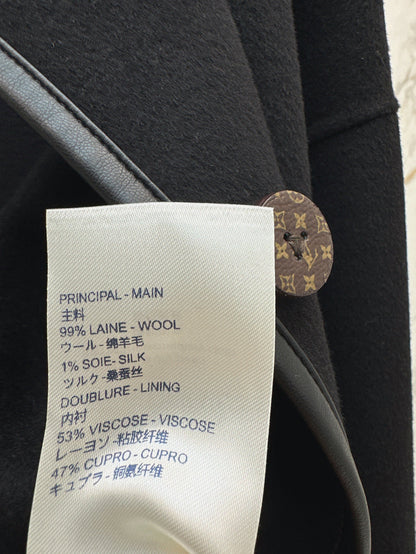 PRINCIPAL - MAIN
主料
99% LAINE - WOOL
ウール - 绵羊毛
1% SOIE - SILK
ツルク - 桑蚕丝
DOUBLURE - LINING
内衬
53% VISCOSE - VISCOSE
レーヨン - 粘胶纤维
47% CUPRO - CUPRO
キュプラ - 铜氨纤维